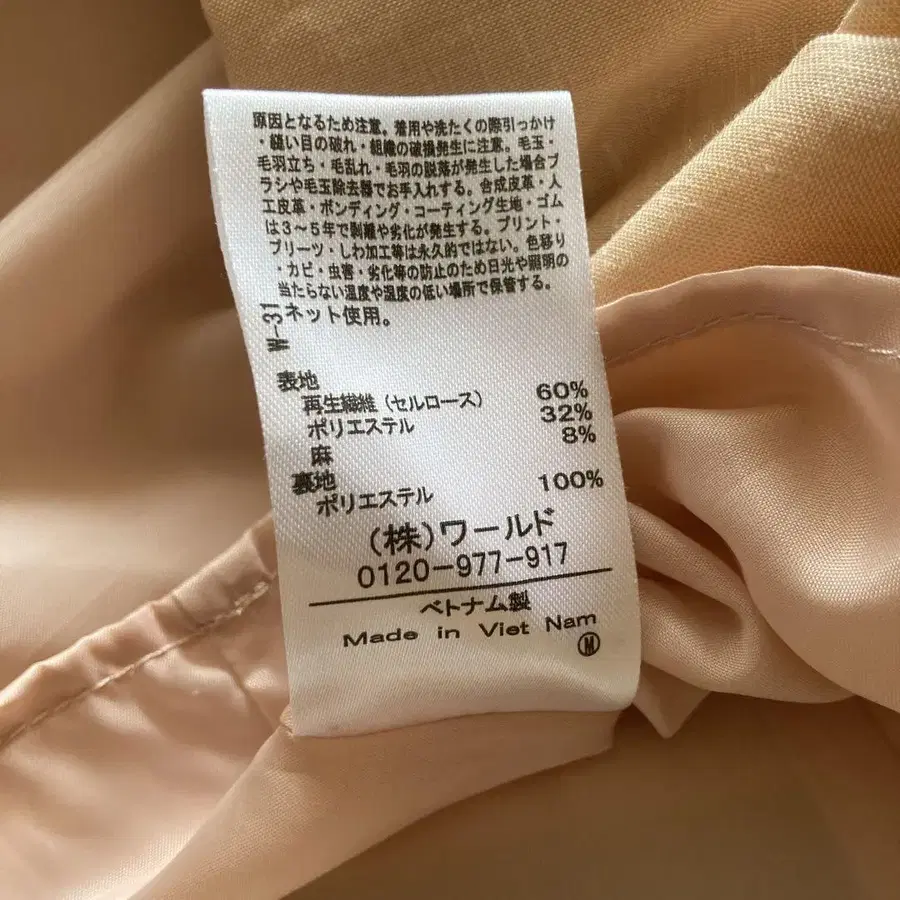 原因となるため注意。着用や洗たくの際引っかけ
・縫い目の破れ・組織の破損発生に注意。毛玉・
毛羽立ち・毛乱れ・毛羽の脱落が発生した場合ブ
ラシや毛玉除去器でお手入れする。合成皮革・人
工皮革・ボンディング・コーティング生地・ゴム
は3〜5年で剥離や劣化が発生する。プリント・
プリーツ・しわ加工等は永久的ではない。色移り
・カビ・虫害・劣化等の防止のため日光や照明の
当たらない温度や湿度の低い場所で保管する。
ネット使用。
W-31
表地
再生繊維(セルロース) 60%
ポリエステル 32%
麻 8%
裏地
ポリエステル 100%
(株)ワールド
0120-977-917
ベトナム製
Made in Viet Nam
M